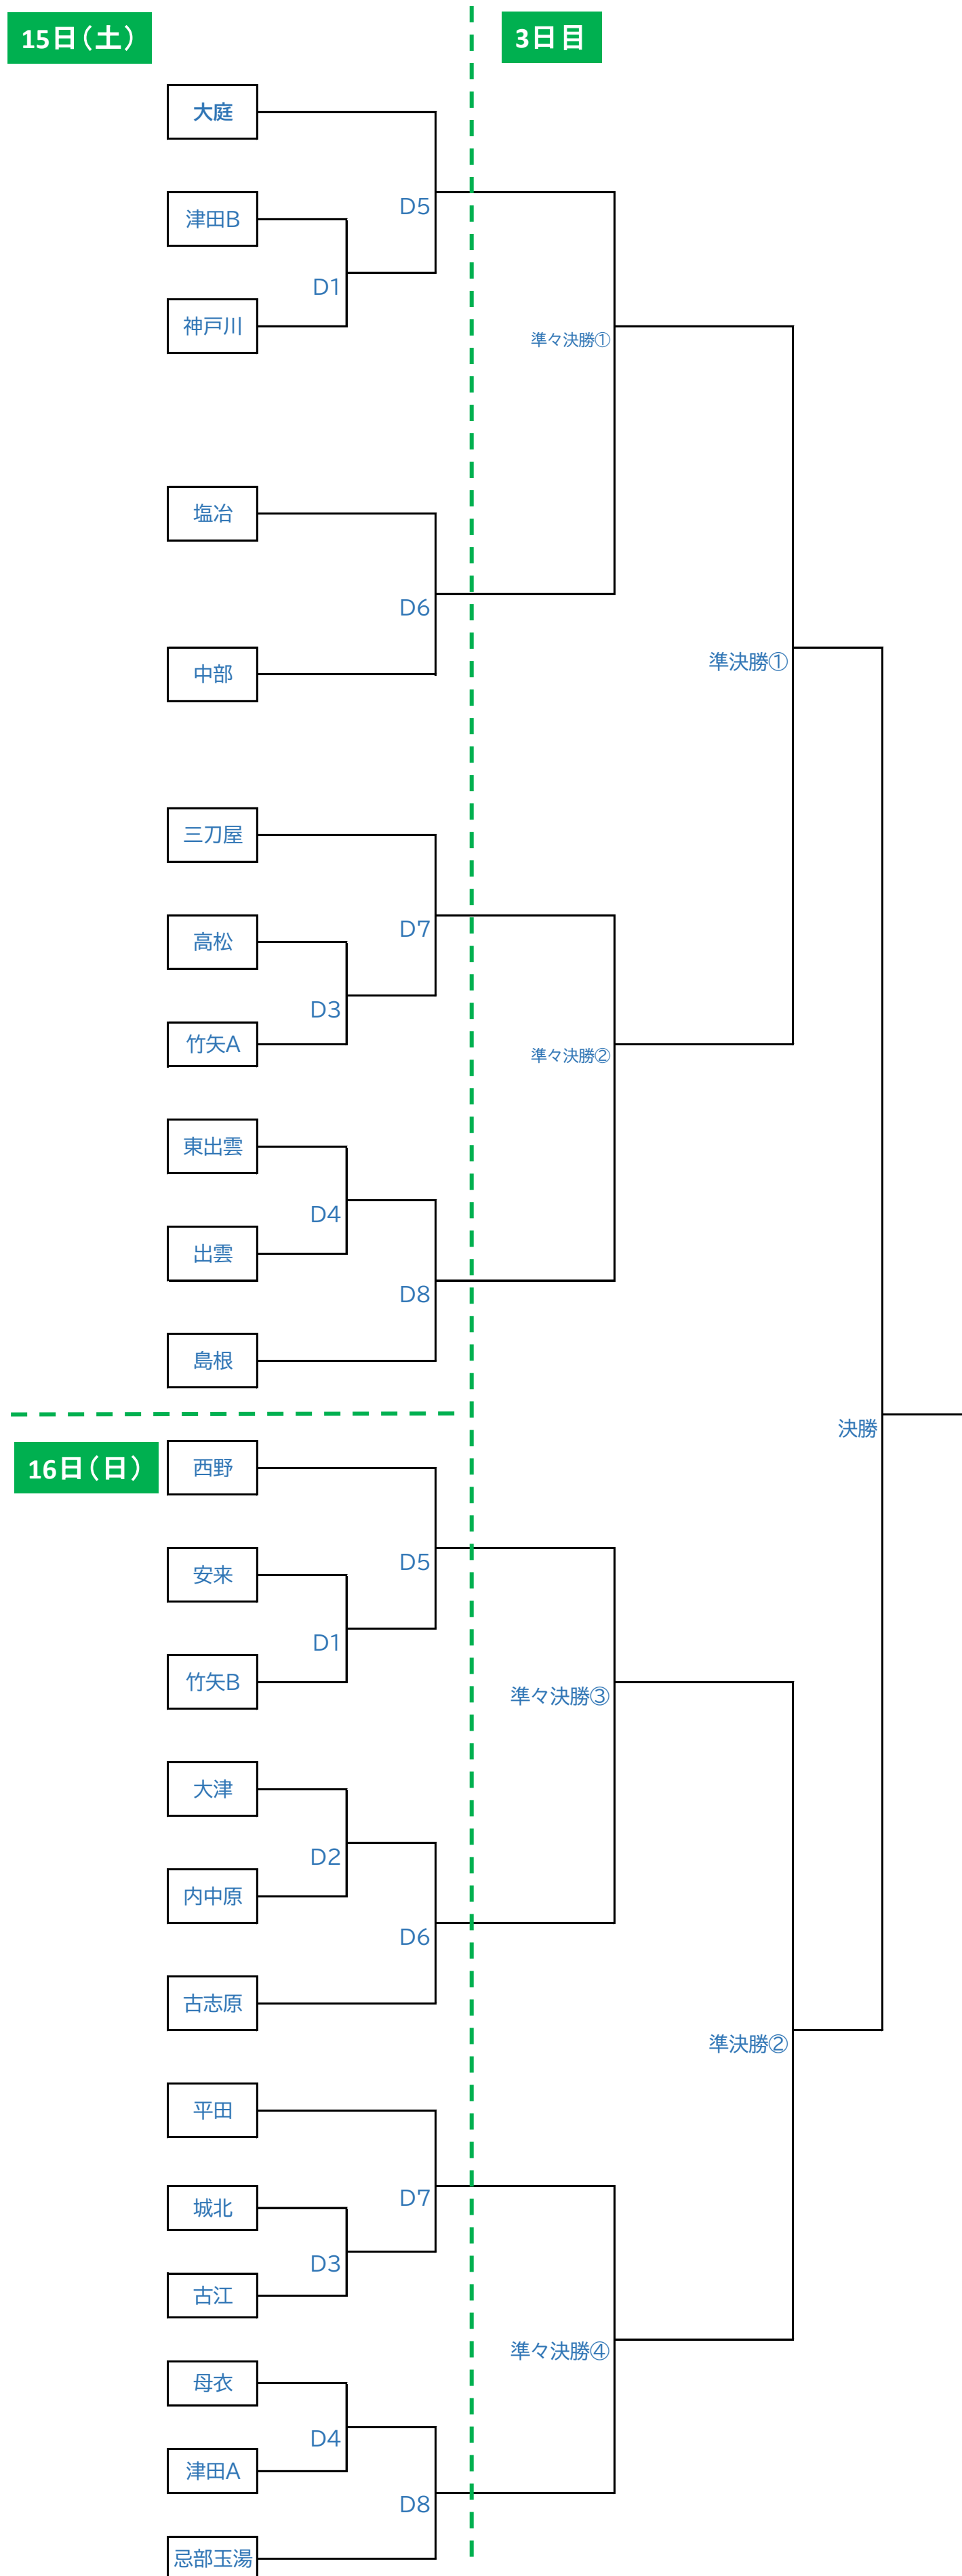 15日(土)
3日目
大庭
津田B
神戸川
D5
D1
準々決勝①
塩冶
中部
D6
準決勝①
三刀屋
高松
竹矢A
D7
D3
準々決勝②
東出雲
出雲
島根
D4
D8
決勝
16日(日)
西野
安来
竹矢B
D5
D1
準々決勝③
大津
内中原
古志原
D2
D6
準決勝②
平田
城北
古江
D7
D3
準々決勝④
母衣
津田A
忌部玉湯
D4
D8